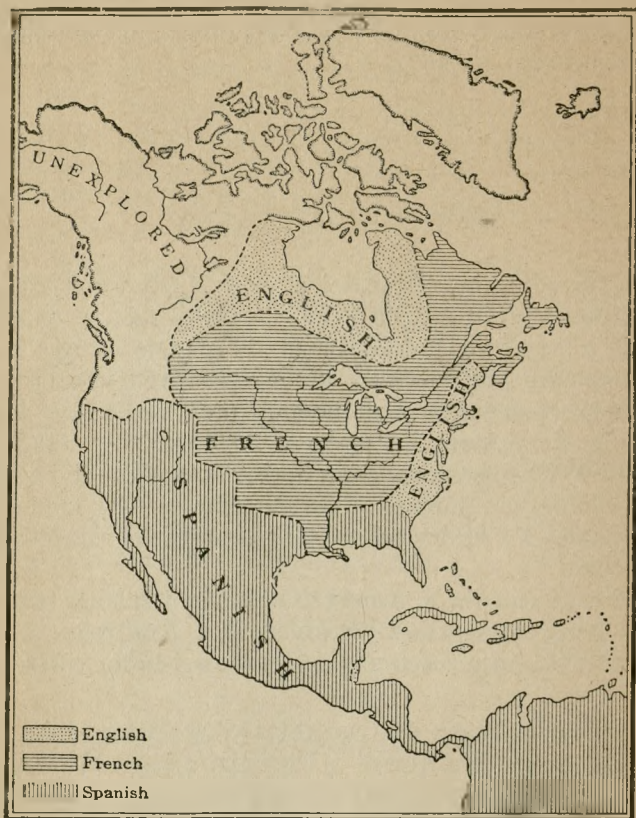 UNEXPLORED
ENGLISH
FRENCH
ENGLISH
SPANISH
English
French
Spanish